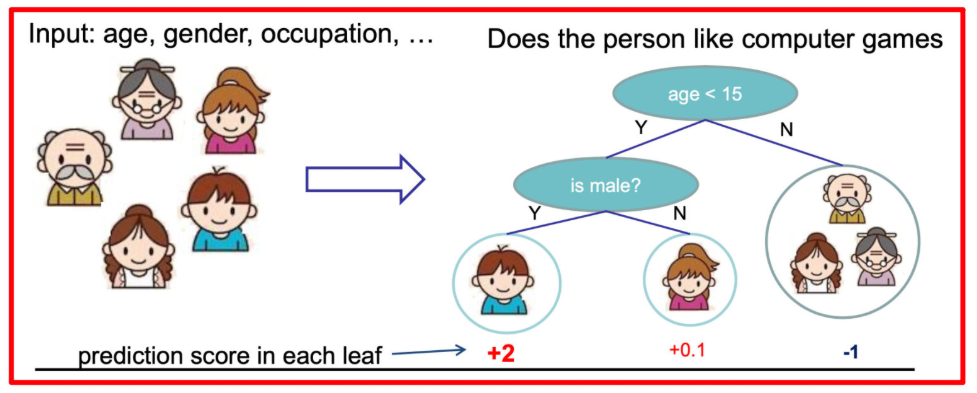 Input: age, gender, occupation, …
Does the person like computer games
age < 15
Y
N
is male?
Y
N
prediction score in each leaf
+2
+0.1
-1